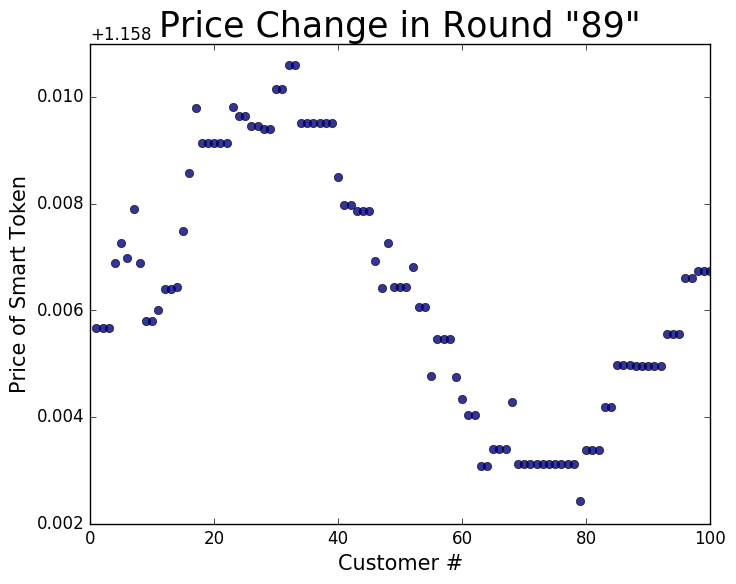 Price Change in Round "89"
+1.158
0.010
0.008
0.006
0.004
0.002
Price of Smart Token
0 20 40 60 80 100
Customer #